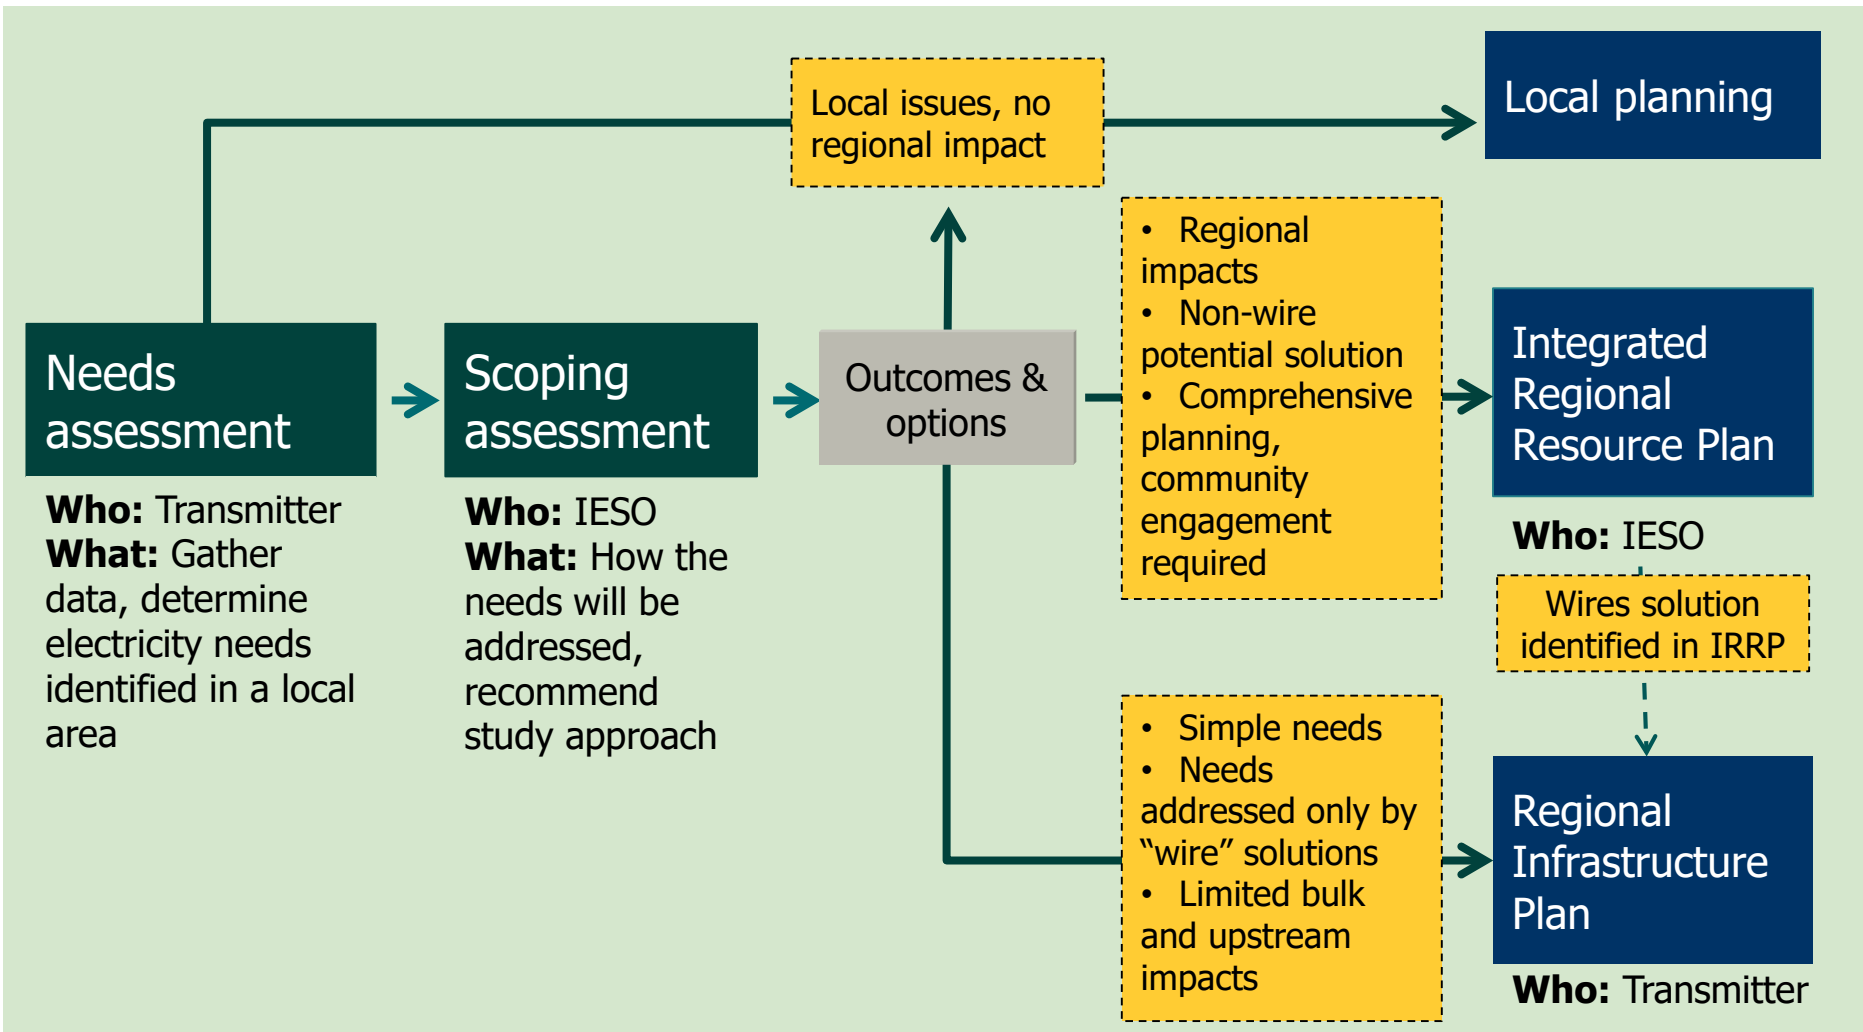 Local issues, no
regional impact
Local planning
Needs
assessment
Who: Transmitter
What: Gather
data, determine
electricity needs
identified in a local
area
Scoping
assessment
Who: IESO
What: How the
needs will be
addressed,
recommend
study approach
Outcomes &
options
• Regional
impacts
• Non-wire
potential solution
• Comprehensive
planning,
community
engagement
required
Integrated
Regional
Resource Plan
Who: IESO
Wires solution
identified in IRRP
• Simple needs
• Needs
addressed only by
“wire” solutions
• Limited bulk
and upstream
impacts
Regional
Infrastructure
Plan
Who: Transmitter